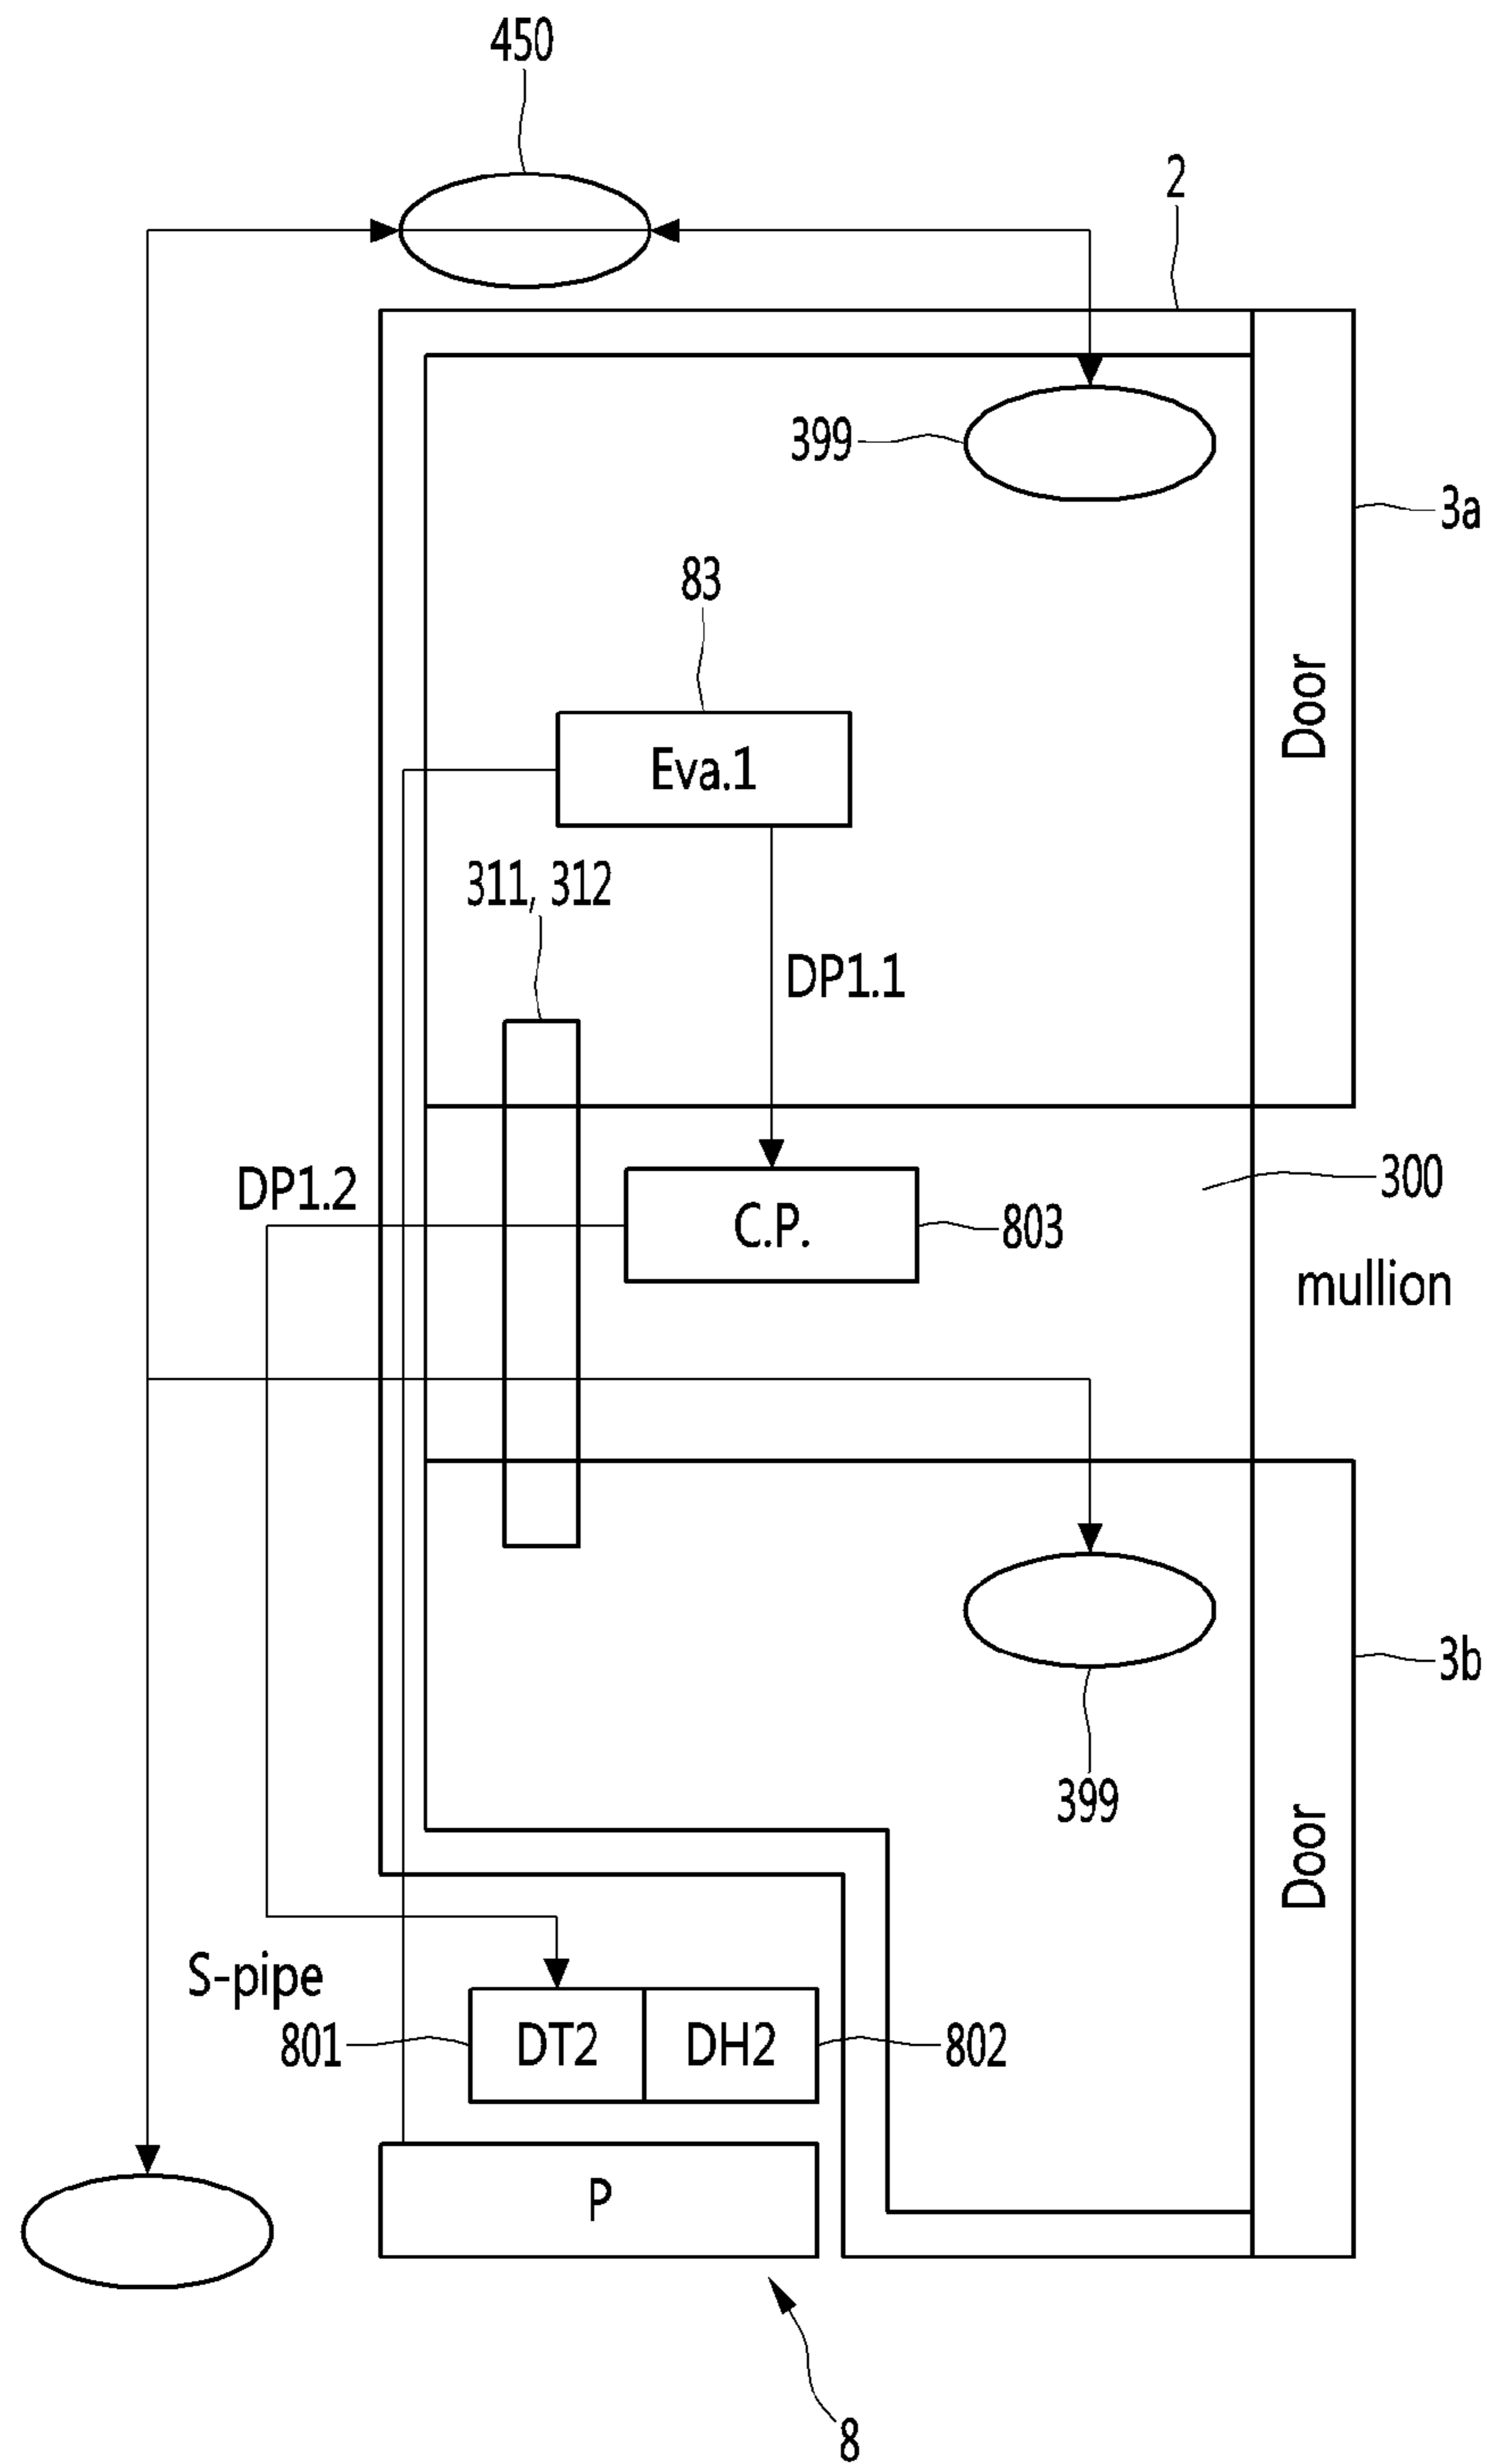 450
2
399
3a
83
Door
Eva.1
311, 312
DP1.1
DP1.2
300
C.P.
803
mullion
3b
399
Door
S-pipe
801
DT2
DH2
802
P
8